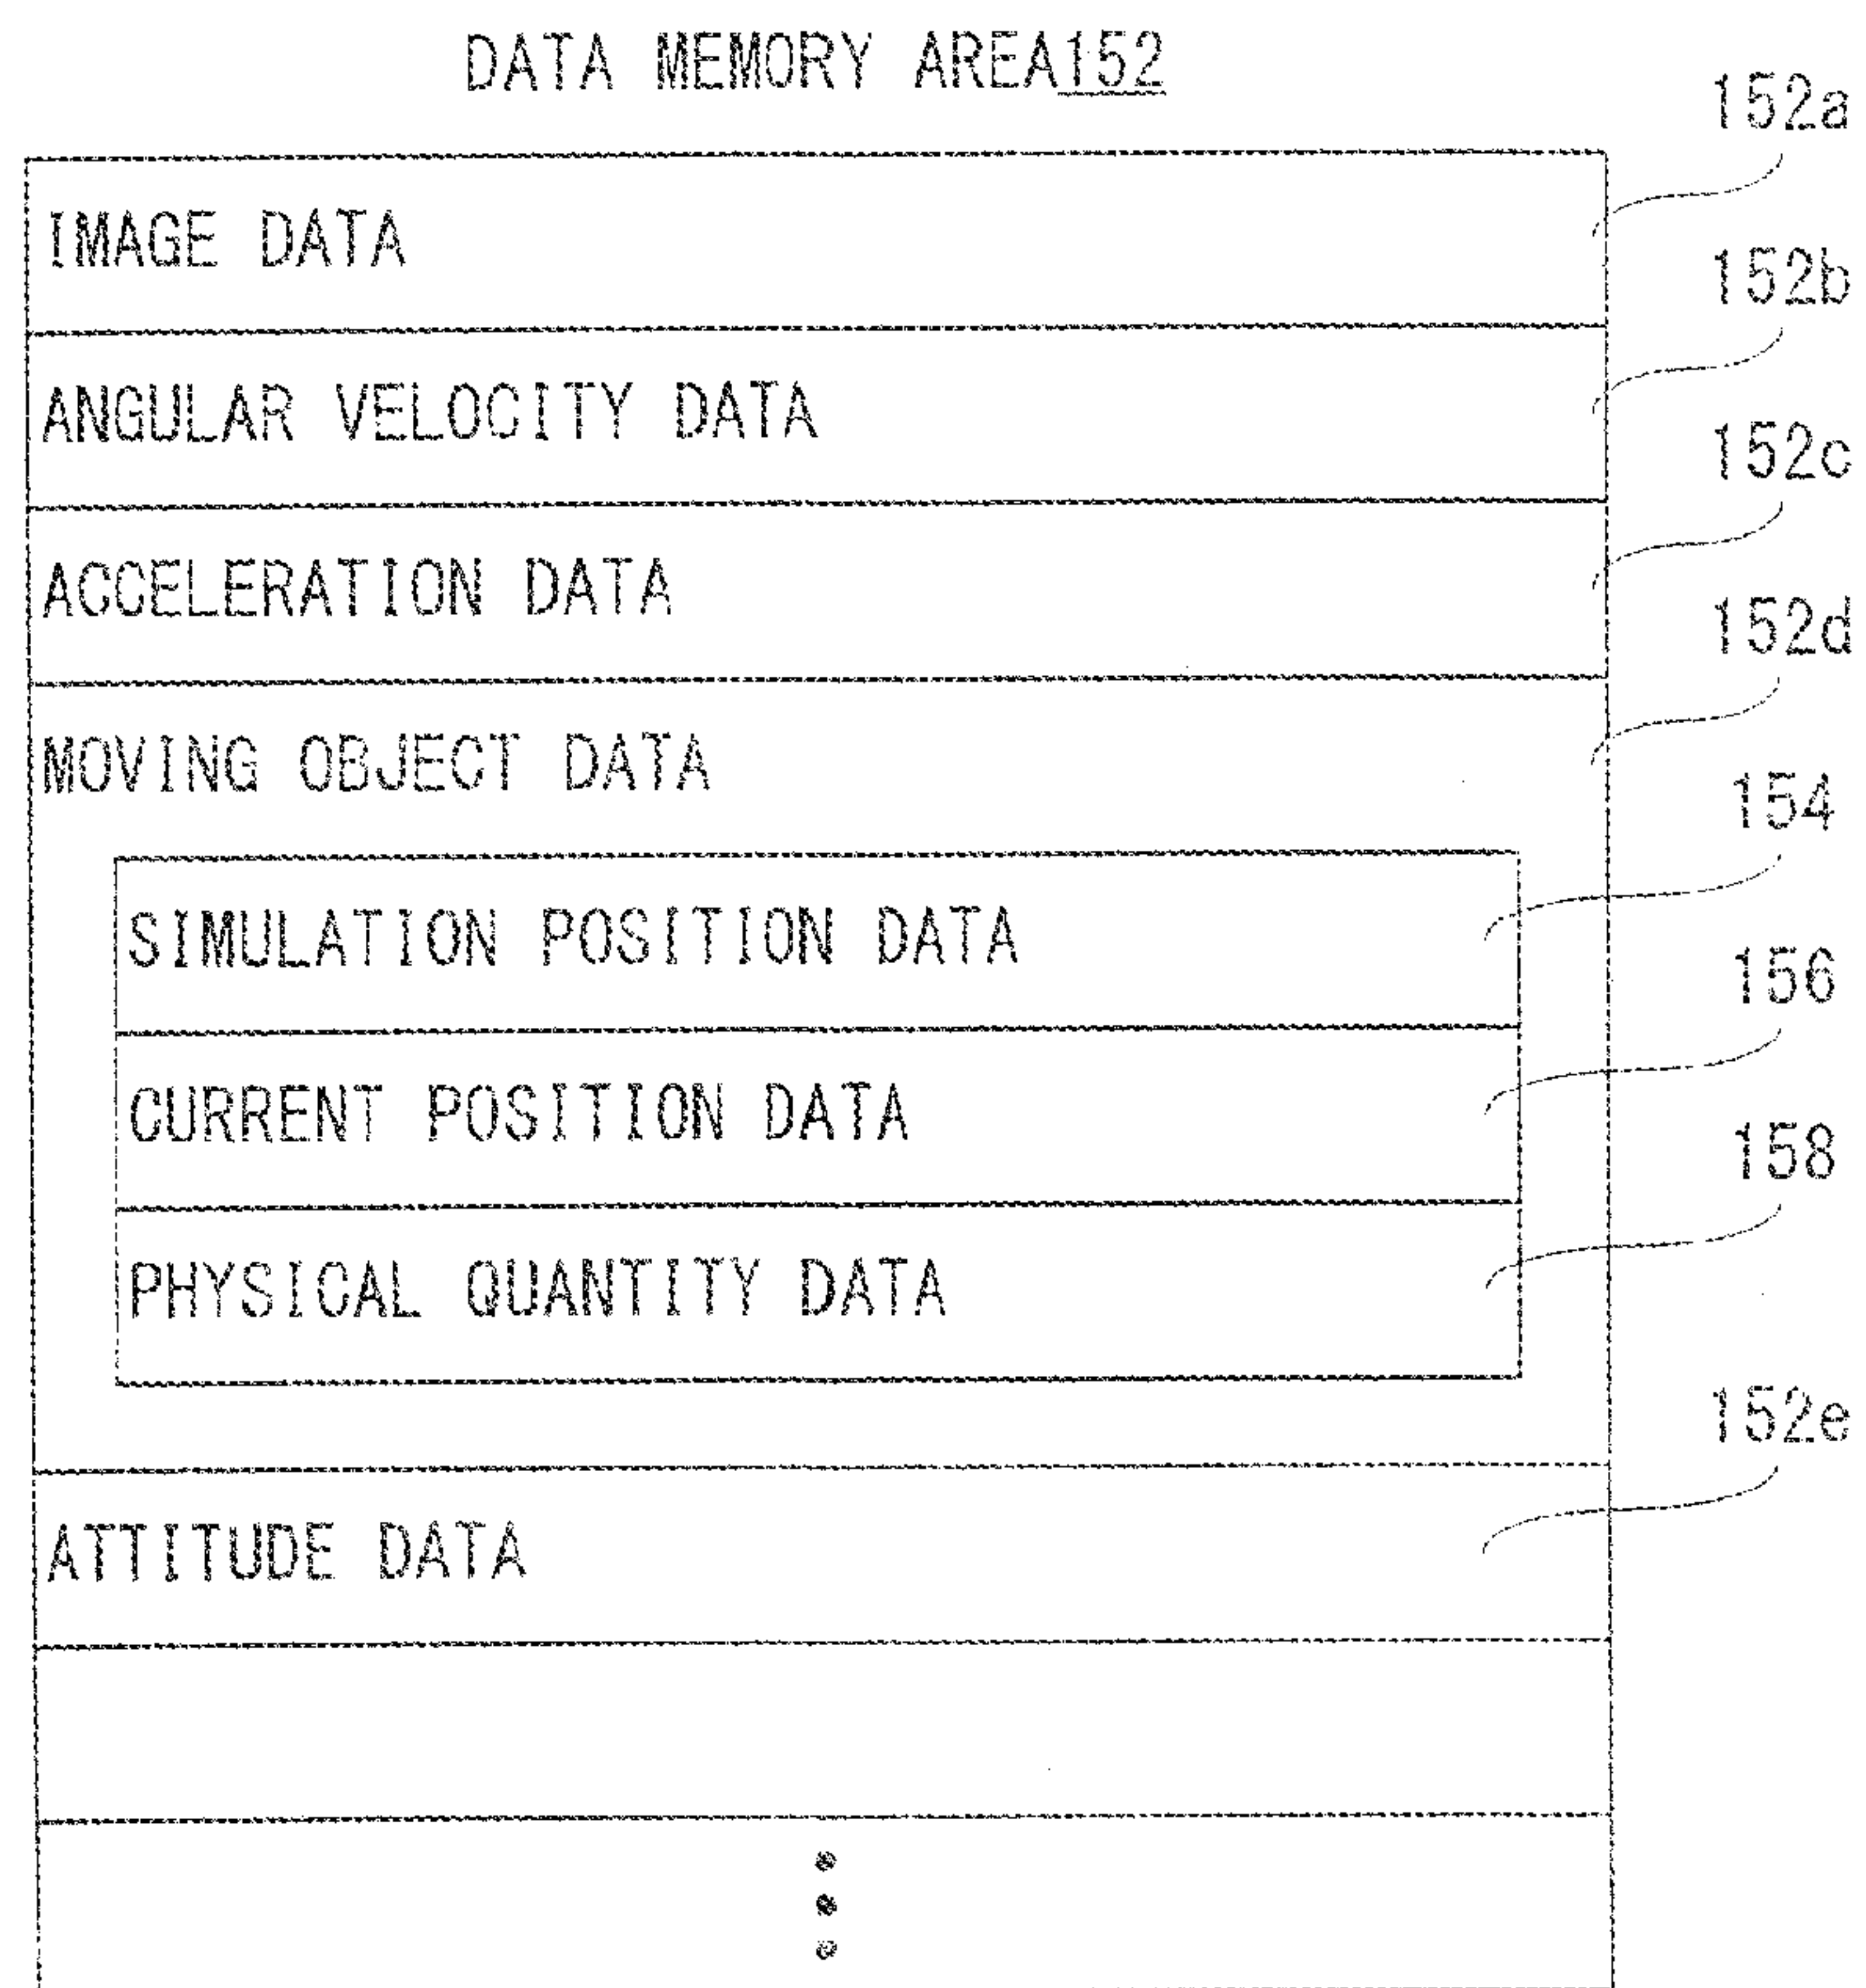 DATA MEMORY AREA152
152a
IMAGE DATA
152b
ANGULAR VELOCITY DATA
152c
ACCELERATION DATA
152d
MOVING OBJECT DATA
154
SIMULATION POSITION DATA
156
CURRENT POSITION DATA
158
PHYSICAL QUANTITY DATA
152e
ATTITUDE DATA